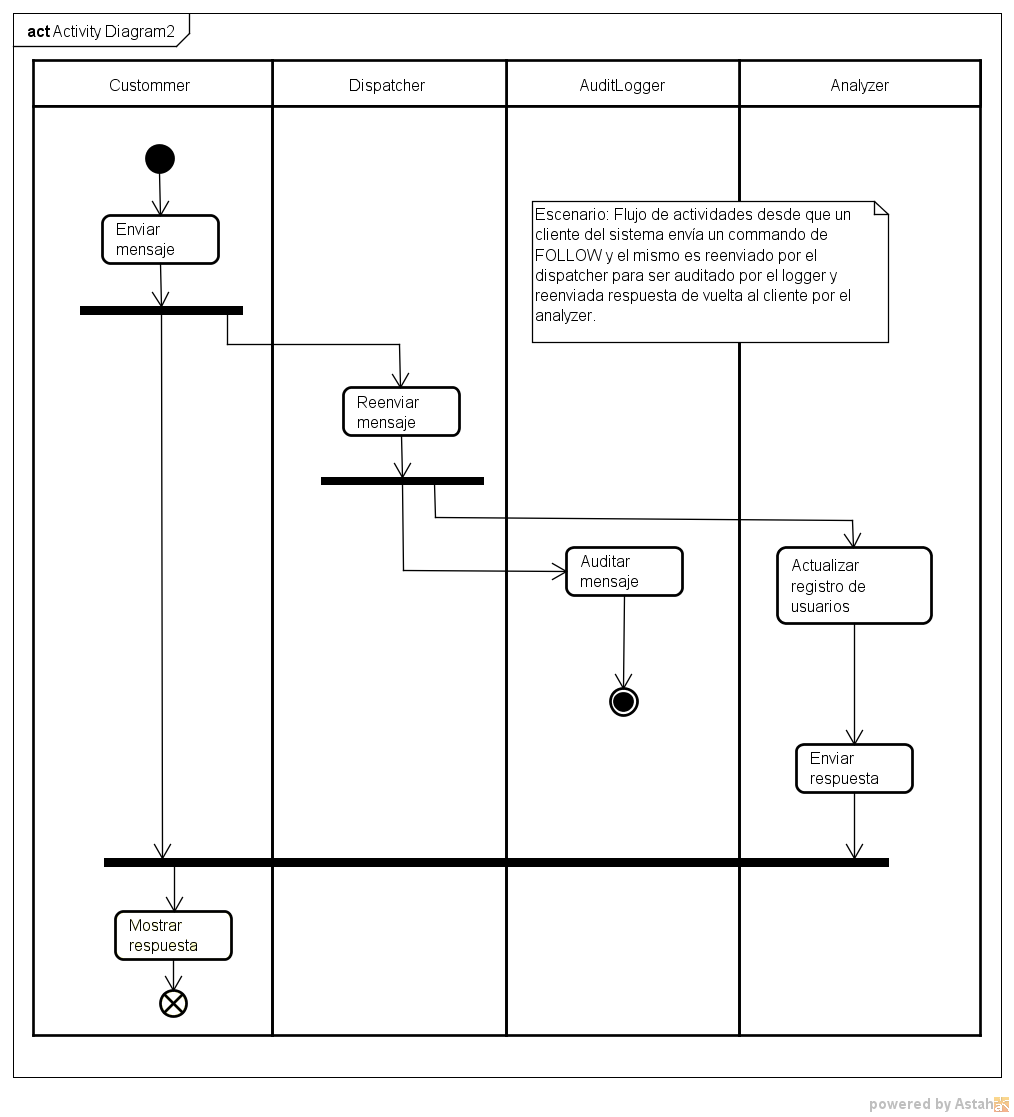 act Activity Diagram2
Custommer
Dispatcher
AuditLogger
Analyzer
Enviar
mensaje
Escenario: Flujo de actividades desde que un
cliente del sistema envía un commando de
FOLLOW y el mismo es reenviado por el
dispatcher para ser auditado por el logger y
reenviada respuesta de vuelta al cliente por el
analyzer.
Reenviar
mensaje
Auditar
mensaje
Actualizar
registro de
usuarios
Enviar
respuesta
Mostrar
respuesta
powered by Astah